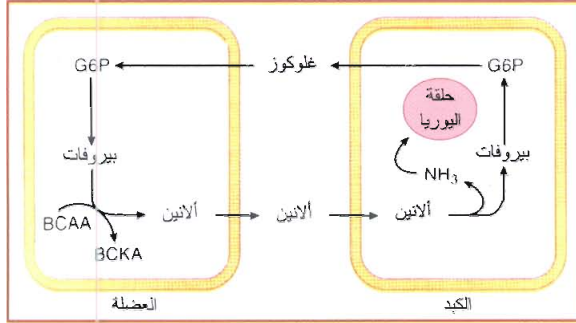 G6P
غلوكوز
G6P
حلقة
اليوريا
بيروفات
بيروفات
NH3
BCAA
ألانين
ألانين
ألانين
BCKA
العضلة
الكبد